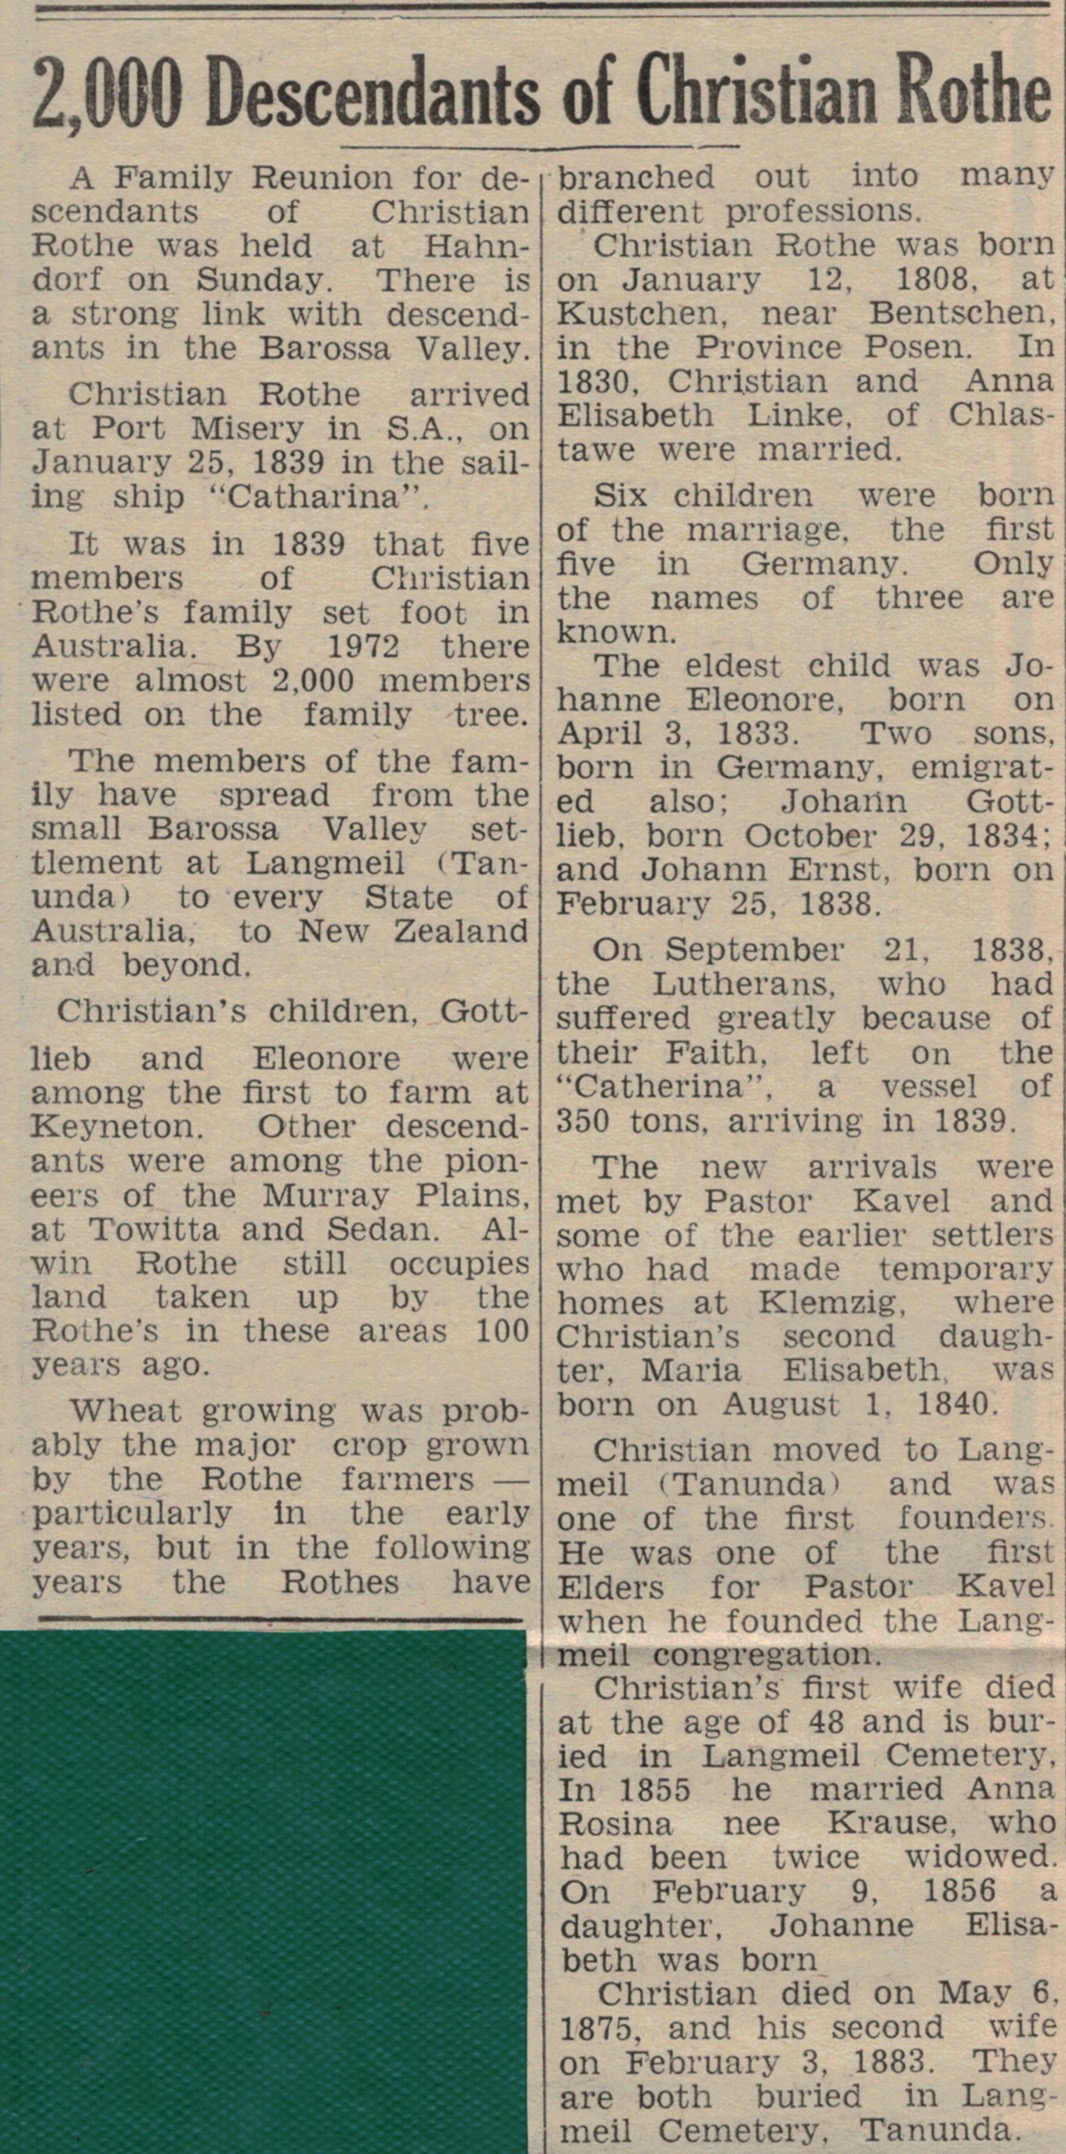 2,000 Descendants of Christian Rothe
A Family Reunion for de-
scendants of Christian
Rothe was held at Hahn-
dorf on Sunday. There is
a strong link with descend-
ants in the Barossa Valley.
Christian Rothe arrived
at Port Misery in S.A., on
January 25, 1839 in the sail-
ing ship "Catharina".
It was in 1839 that five
members of Christian
Rothe's family set foot in
Australia. By 1972 there
were almost 2,000 members
listed on the family tree.
The members of the fam-
ily have spread from the
small Barossa Valley set-
tlement at Langmeil (Tan-
unda) to every State of
Australia, to New Zealand
and beyond.
Christian's children, Gott-
lieb and Eleonore were
among the first to farm at
Keyneton. Other descend-
ants were among the pion-
eers of the Murray Plains,
at Towitta and Sedan. Al-
win Rothe still occupies
land taken up by the
Rothe's in these areas 100
years ago.
Wheat growing was prob-
ably the major crop grown
by the Rothe farmers —
particularly in the early
years, but in the following
years the Rothes have
branched out into many
different professions.
Christian Rothe was born
on January 12, 1808, at
Kustchen, near Bentschen,
in the Province Posen. In
1830, Christian and Anna
Elisabeth Linke, of Chlas-
tawe were married.
Six children were born
of the marriage, the first
five in Germany. Only
the names of three are
known.
The eldest child was Jo-
hanne Eleonore, born on
April 3, 1833. Two sons,
born in Germany, emigrat-
ed also; Johann Gott-
lieb, born October 29, 1834;
and Johann Ernst, born on
February 25, 1838.
On September 21, 1838,
the Lutherans, who had
suffered greatly because of
their Faith, left on the
"Catherina", a vessel of
350 tons, arriving in 1839.
The new arrivals were
met by Pastor Kavel and
some of the earlier settlers
who had made temporary
homes at Klemzig, where
Christian's second daugh-
ter, Maria Elisabeth, was
born on August 1, 1840.
Christian moved to Lang-
meil (Tanunda) and was
one of the first founders.
He was one of the first
Elders for Pastor Kavel
when he founded the Lang-
meil congregation.
Christian's first wife died
at the age of 48 and is bur-
ied in Langmeil Cemetery,
In 1855 he married Anna
Rosina nee Krause, who
had been twice widowed.
On February 9, 1856 a
daughter, Johanne Elisa-
beth was born
Christian died on May 6,
1875, and his second wife
on February 3, 1883. They
are both buried in Lang-
meil Cemetery, Tanunda.